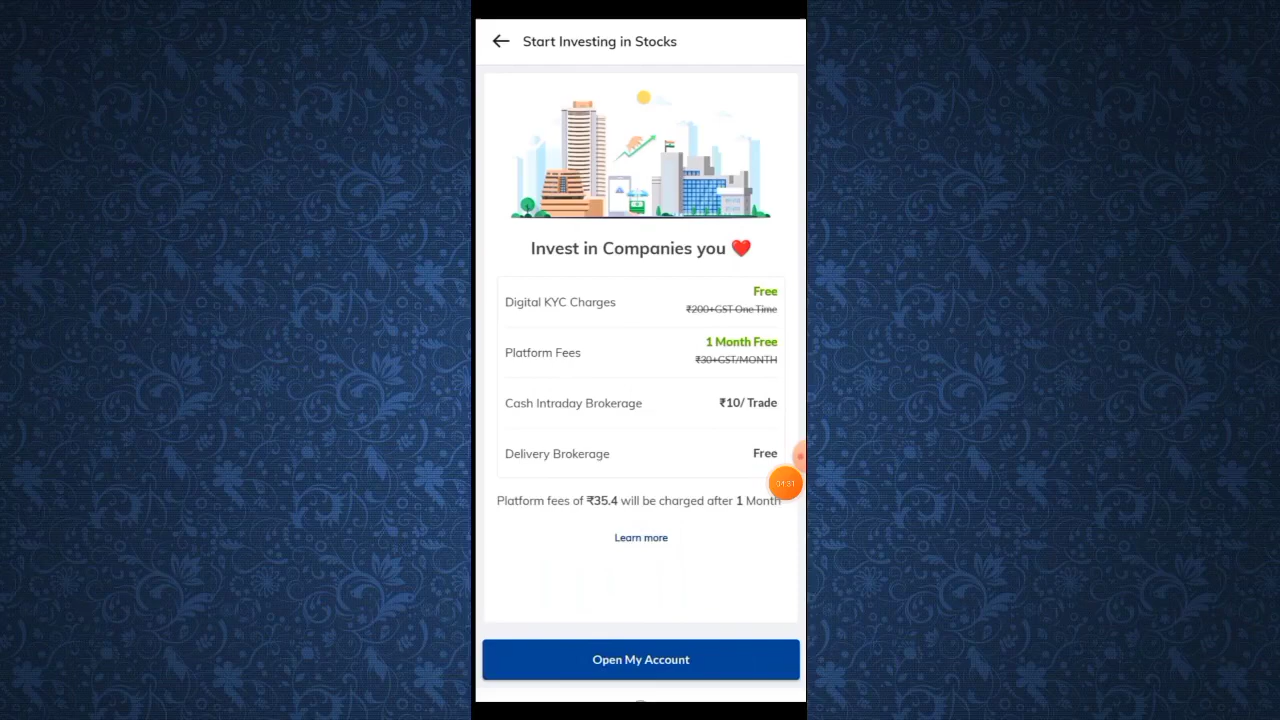 Start Investing in Stocks
Invest in Companies you ❤️
Digital KYC Charges
Free
₹200+GST One Time
Platform Fees
1 Month Free
₹30+GST/MONTH
Cash Intraday Brokerage
₹10/ Trade
Delivery Brokerage
Free
04:31
Platform fees of ₹35.4 will be charged after 1 Month
Learn more
Open My Account